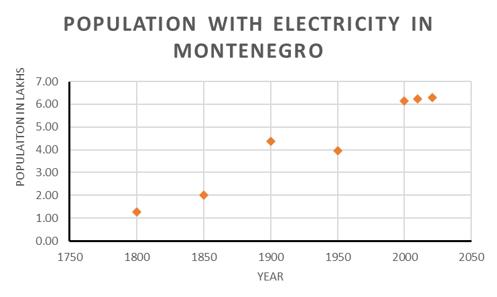 POPULATION WITH ELECTRICITY IN
MONTENEGRO
POPULAITON IN LAKHS
7.00
6.00
5.00
4.00
3.00
2.00
1.00
0.00
1750 1800 1850 1900 1950 2000 2050
YEAR